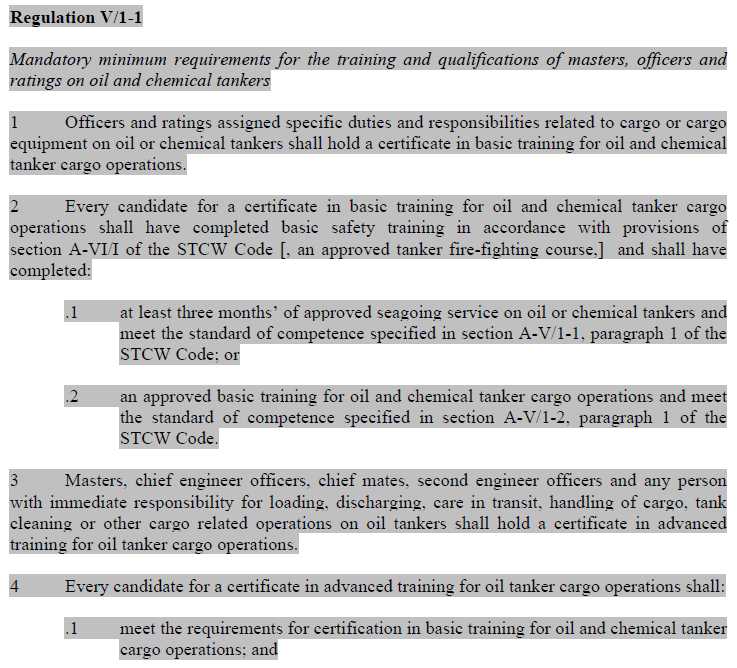 Regulation V/1-1
Mandatory minimum requirements for the training and qualifications of masters, officers and
ratings on oil and chemical tankers
1 Officers and ratings assigned specific duties and responsibilities related to cargo or cargo
equipment on oil or chemical tankers shall hold a certificate in basic training for oil and chemical
tanker cargo operations.
2 Every candidate for a certificate in basic training for oil and chemical tanker cargo
operations shall have completed basic safety training in accordance with provisions of
section A-VI/I of the STCW Code [, an approved tanker fire-fighting course,] and shall have
completed:
.1 at least three months’ of approved seagoing service on oil or chemical tankers and
meet the standard of competence specified in section A-V/1-1, paragraph 1 of the
STCW Code; or
.2 an approved basic training for oil and chemical tanker cargo operations and meet
the standard of competence specified in section A-V/1-2, paragraph 1 of the
STCW Code.
3 Masters, chief engineer officers, chief mates, second engineer officers and any person
with immediate responsibility for loading, discharging, care in transit, handling of cargo, tank
cleaning or other cargo related operations on oil tankers shall hold a certificate in advanced
training for oil tanker cargo operations.
4 Every candidate for a certificate in advanced training for oil tanker cargo operations shall:
.1 meet the requirements for certification in basic training for oil and chemical tanker
cargo operations; and